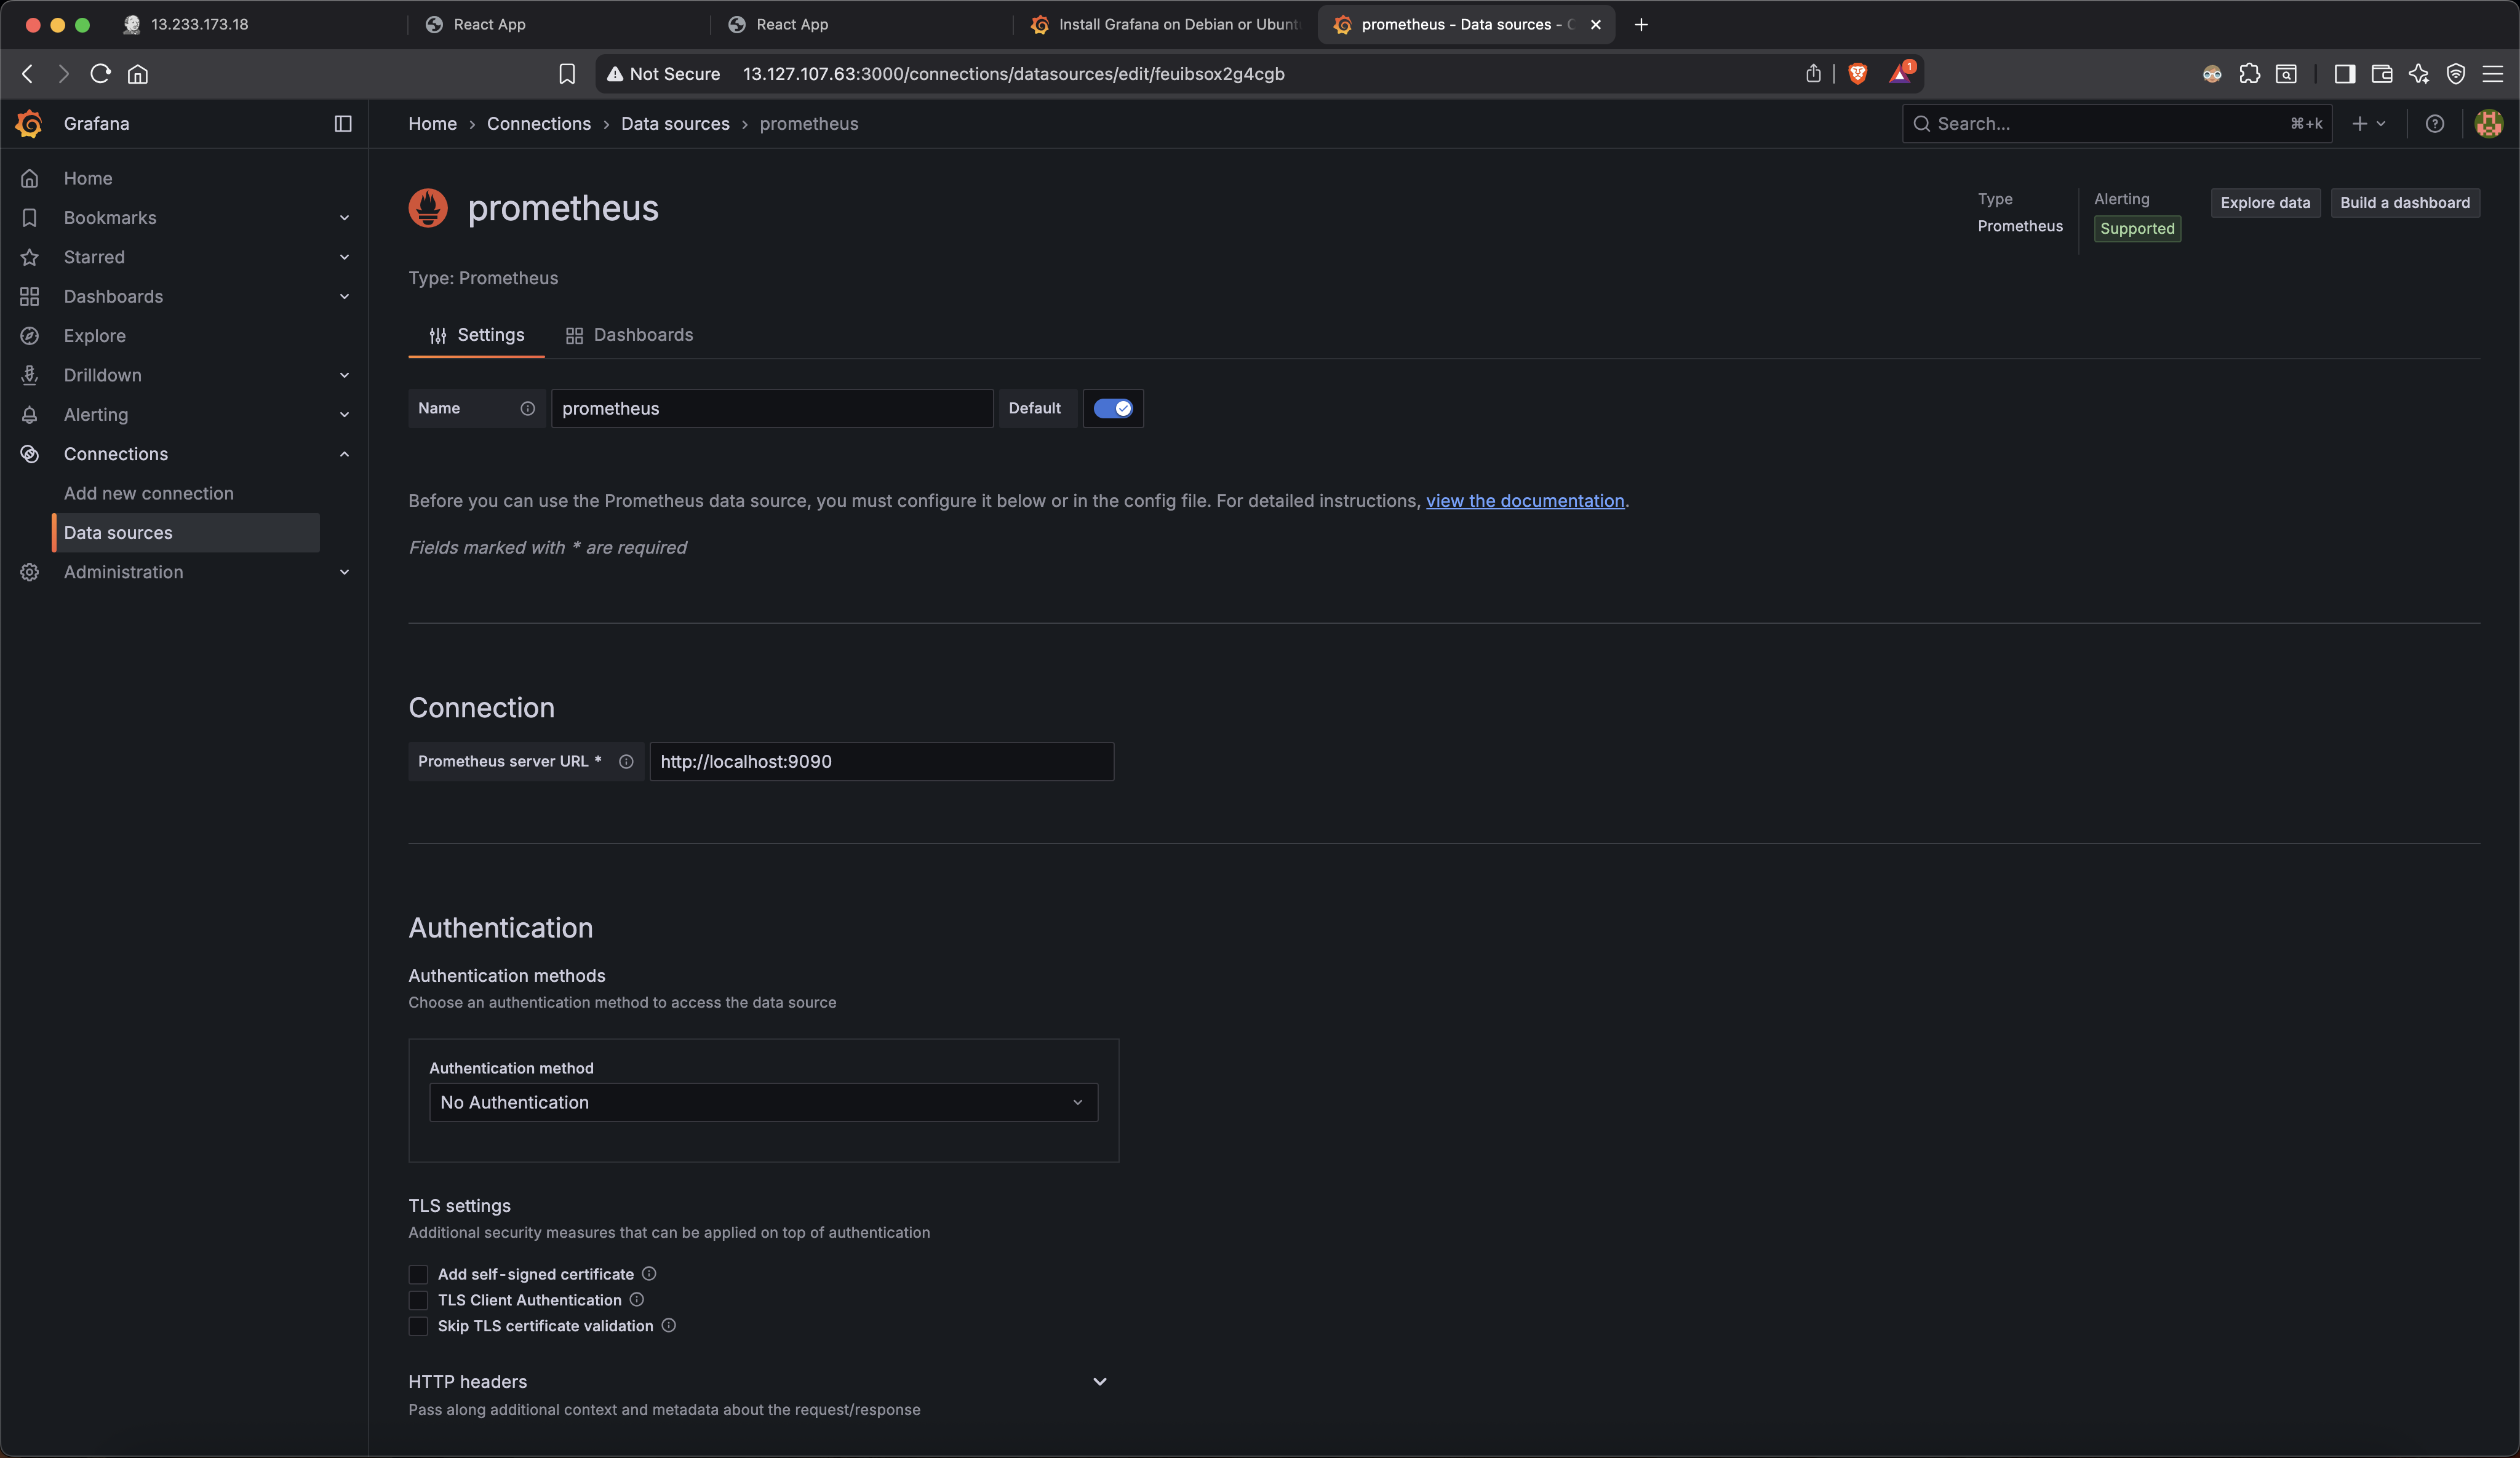 13.233.173.18
React App
React App
Install Grafana on Debian or Ubunt
prometheus - Data sources -
Not Secure 13.127.107.63:3000/connections/datasources/edit/feuibsox2g4cgb
1
Grafana
Home › Connections › Data sources › prometheus
Search...
⌘+k
Home
Bookmarks
Starred
Dashboards
Explore
Drilldown
Alerting
Connections
Add new connection
Data sources
Administration
prometheus
Type
Prometheus
Alerting
Supported
Explore data
Build a dashboard
Type: Prometheus
Settings
Dashboards
Name
prometheus
Default
Before you can use the Prometheus data source, you must configure it below or in the config file. For detailed instructions, view the documentation.
Fields marked with * are required
Connection
Prometheus server URL *
http://localhost:9090
Authentication
Authentication methods
Choose an authentication method to access the data source
Authentication method
No Authentication
TLS settings
Additional security measures that can be applied on top of authentication
Add self-signed certificate
TLS Client Authentication
Skip TLS certificate validation
HTTP headers
Pass along additional context and metadata about the request/response